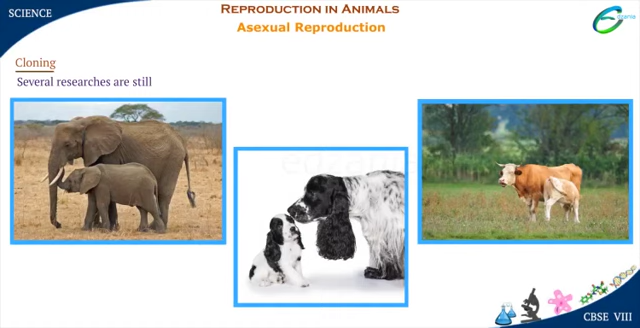 SCIENCE
REPRODUCTION IN ANIMALS
Asexual Reproduction
Cloning
Several researches are still
CBSE VIII